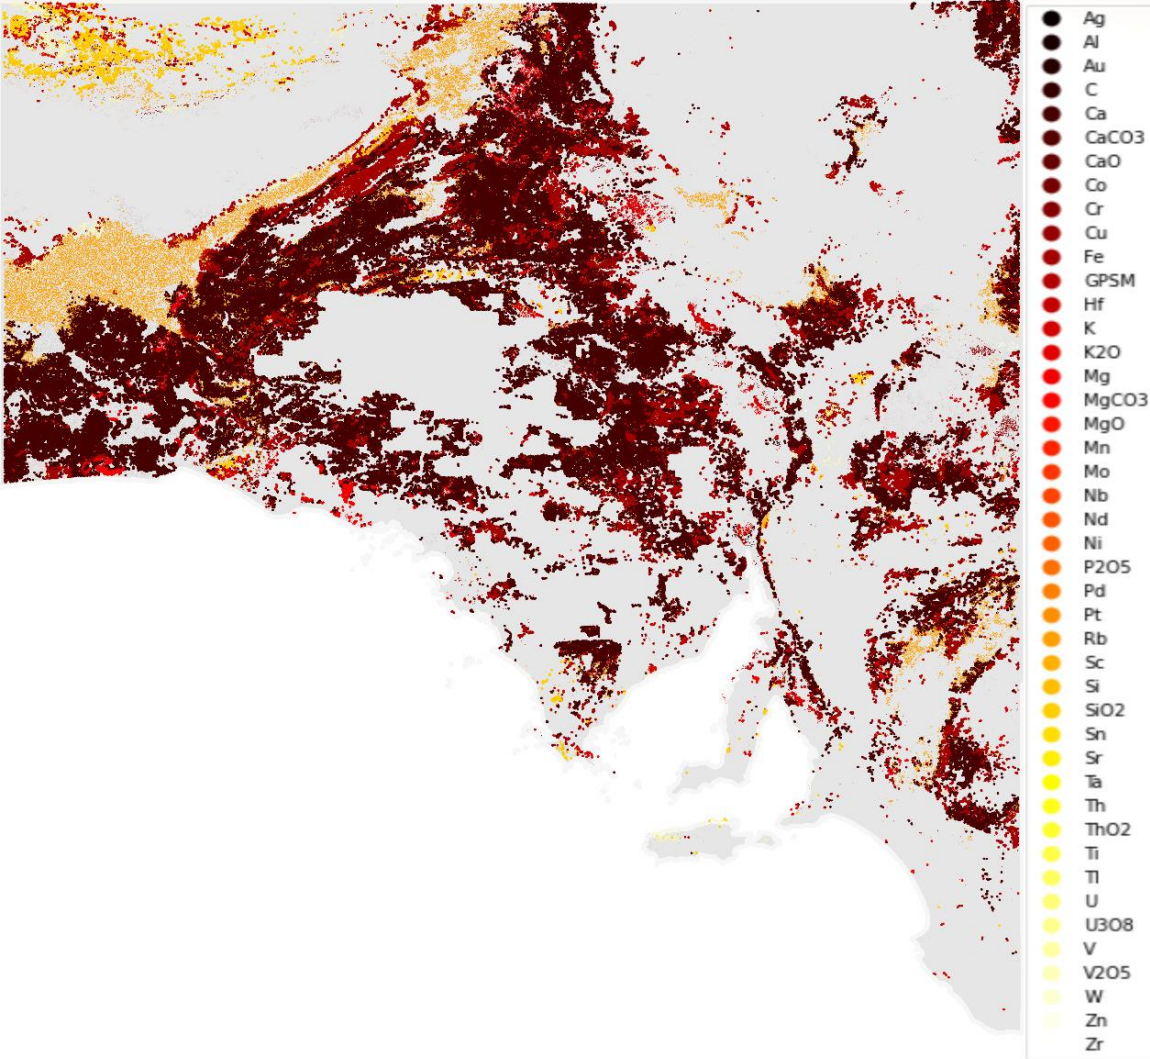 Ag
Al
Au
C
Ca
CaCO3
CaO
Co
Cr
Cu
Fe
GPSM
Hf
K
K2O
Mg
MgCO3
MgO
Mn
Mo
Nb
Nd
Ni
P2O5
Pd
Pt
Rb
Sc
Si
SiO2
Sn
Sr
Ta
Th
ThO2
Ti
Tl
U
U3O8
V
V2O5
W
Zn
Zr